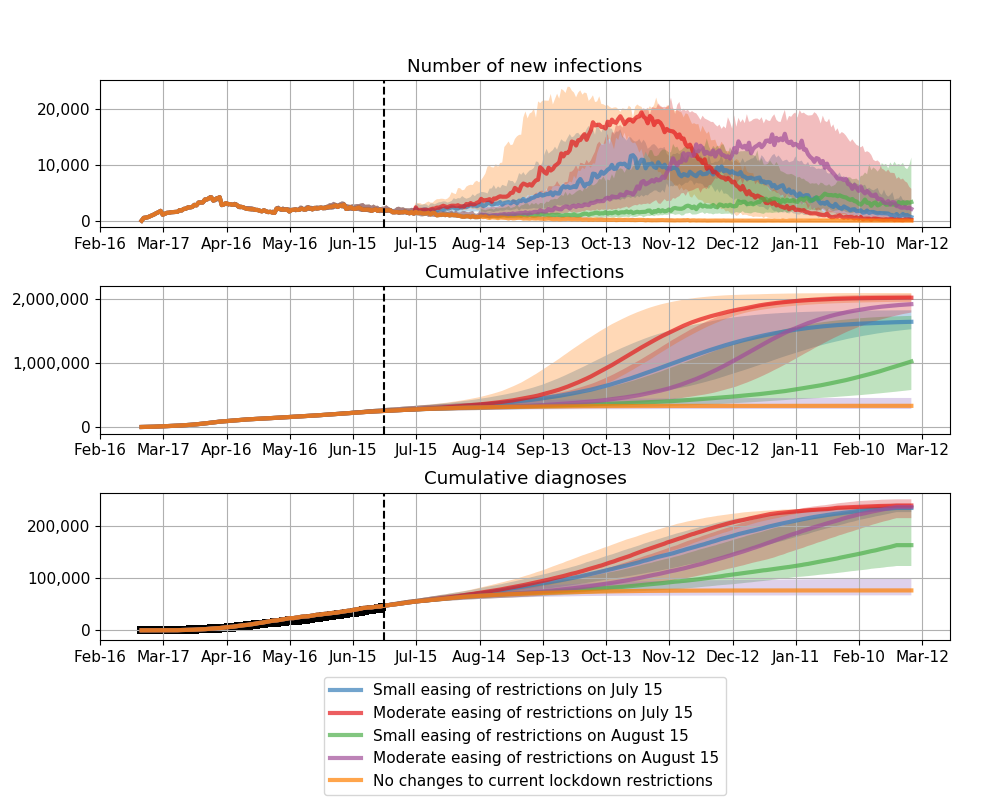 Number of new infections
20,000
10,000
0
Feb-16 Mar-17 Apr-16 May-16 Jun-15 Jul-15 Aug-14 Sep-13 Oct-13 Nov-12 Dec-12 Jan-11 Feb-10 Mar-12
Cumulative infections
2,000,000
1,000,000
0
Feb-16 Mar-17 Apr-16 May-16 Jun-15 Jul-15 Aug-14 Sep-13 Oct-13 Nov-12 Dec-12 Jan-11 Feb-10 Mar-12
Cumulative diagnoses
200,000
100,000
0
Feb-16 Mar-17 Apr-16 May-16 Jun-15 Jul-15 Aug-14 Sep-13 Oct-13 Nov-12 Dec-12 Jan-11 Feb-10 Mar-12
Small easing of restrictions on July 15
Moderate easing of restrictions on July 15
Small easing of restrictions on August 15
Moderate easing of restrictions on August 15
No changes to current lockdown restrictions